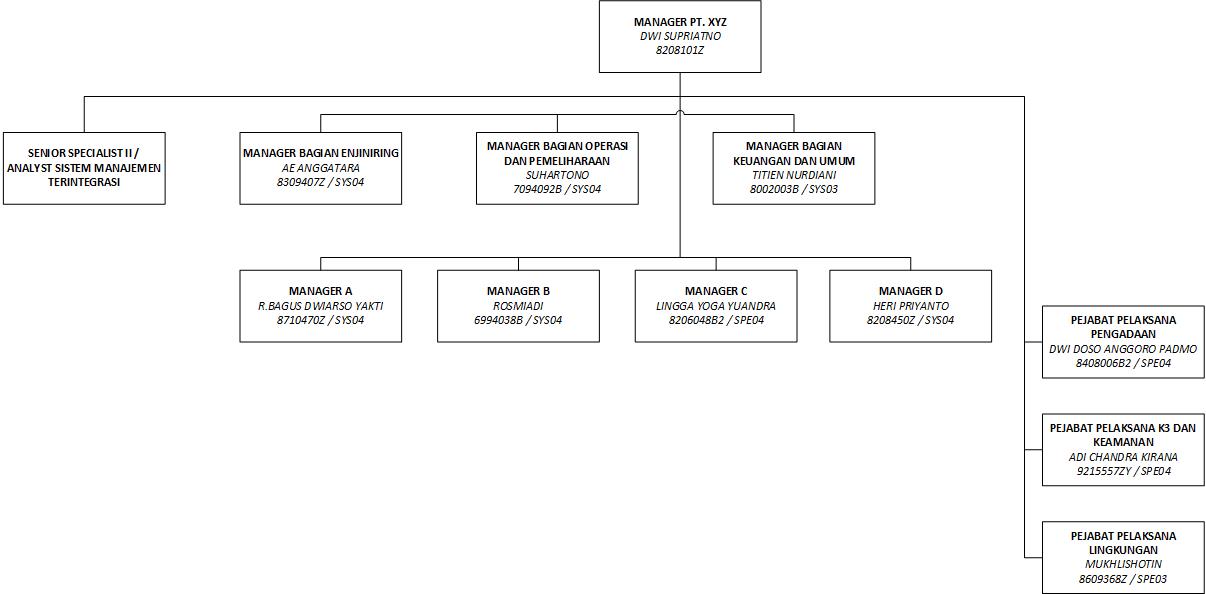 MANAGER PT. XYZ
DWI SUPRIATNO
8208101Z
SENIOR SPECIALIST II /
ANALYST SISTEM MANAJEMEN
TERINTEGRASI
MANAGER BAGIAN ENJINIRING
AE ANGGATARA
8309407Z / SYS04
MANAGER BAGIAN OPERASI
DAN PEMELIHARAAN
SUHARTONO
7094092B / SYS04
MANAGER BAGIAN
KEUANGAN DAN UMUM
TITIEN NURDIANI
8002003B / SYS03
MANAGER A
R.BAGUS DWIARSO YAKTI
8710470Z / SYS04
MANAGER B
ROSMIADI
6994038B / SYS04
MANAGER C
LINGGA YOGA YUANDRA
8206048B2 / SPE04
MANAGER D
HERI PRIYANTO
8208450Z / SYS04
PEJABAT PELAKSANA
PENGADAAN
DWI DOSO ANGGORO PADMO
8408006B2 / SPE04
PEJABAT PELAKSANA K3 DAN
KEAMANAN
ADI CHANDRA KIRANA
9215557ZY / SPE04
PEJABAT PELAKSANA
LINGKUNGAN
MUKHLISHOTIN
8609368Z / SPE03